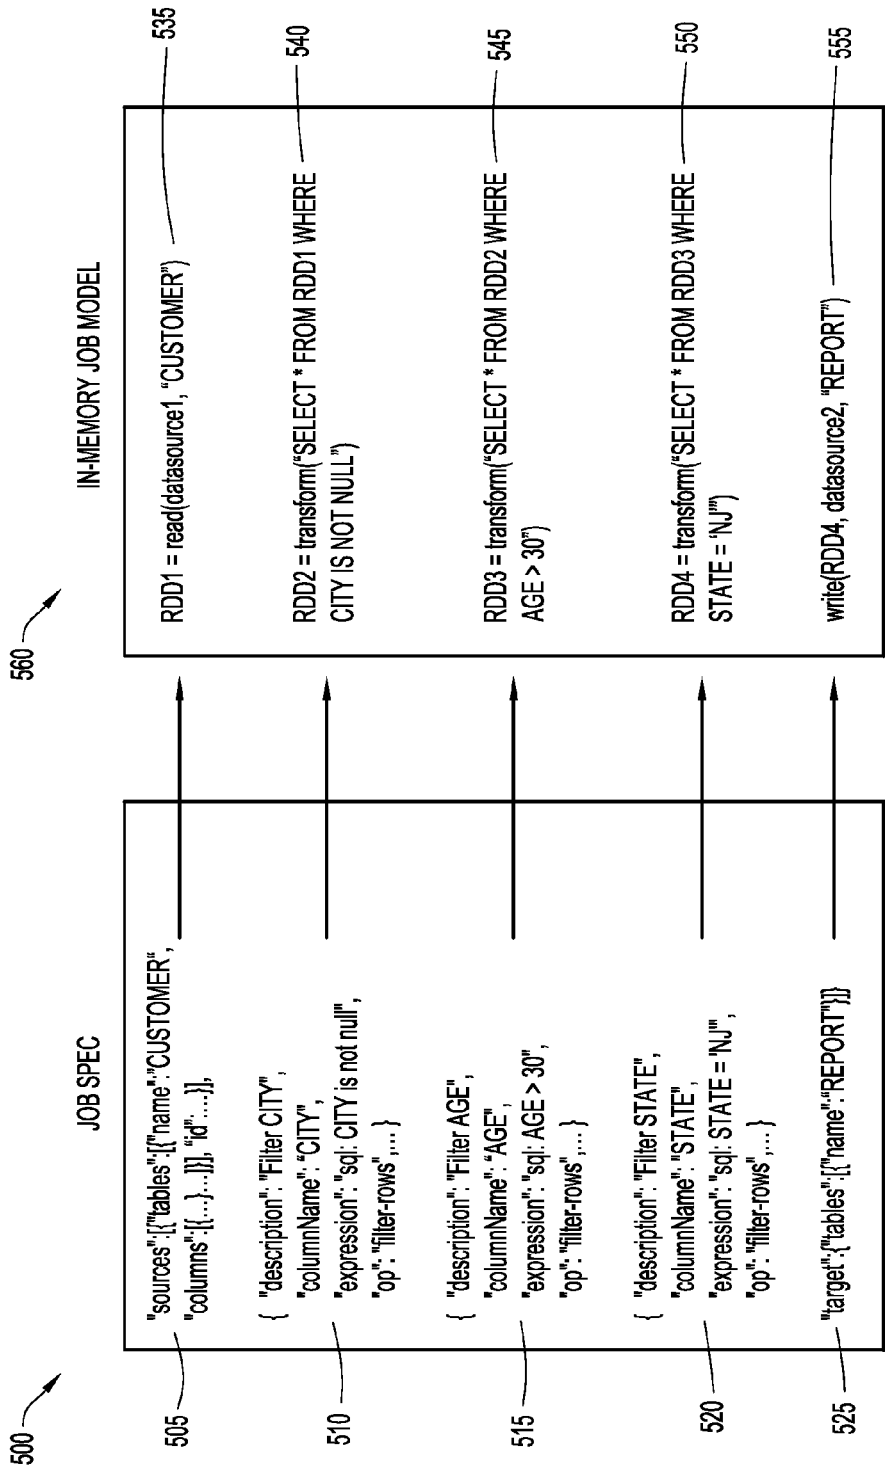 500
JOB SPEC
505
"sources":[{"tables":[{"name":"CUSTOMER",
"columns":[{...}...]}], "id"....}],
510
{ "description": "Filter CITY",
"columnName": "CITY",
"expression": "sql: CITY is not null",
"op": "filter-rows",... }
515
{ "description": "Filter AGE",
"columnName": "AGE",
"expression": "sql: AGE > 30",
"op": "filter-rows",... }
520
{ "description": "Filter STATE",
"columnName": "STATE",
"expression": "sql: STATE = 'NJ'",
"op": "filter-rows",... }
525
"target":{"tables":[{"name":"REPORT"}]}
560
IN-MEMORY JOB MODEL
RDD1 = read(datasource1, "CUSTOMER")
535
RDD2 = transform("SELECT * FROM RDD1 WHERE
CITY IS NOT NULL")
540
RDD3 = transform("SELECT * FROM RDD2 WHERE
AGE > 30")
545
RDD4 = transform("SELECT * FROM RDD3 WHERE
STATE = 'NJ'")
550
write(RDD4, datasource2, "REPORT")
555